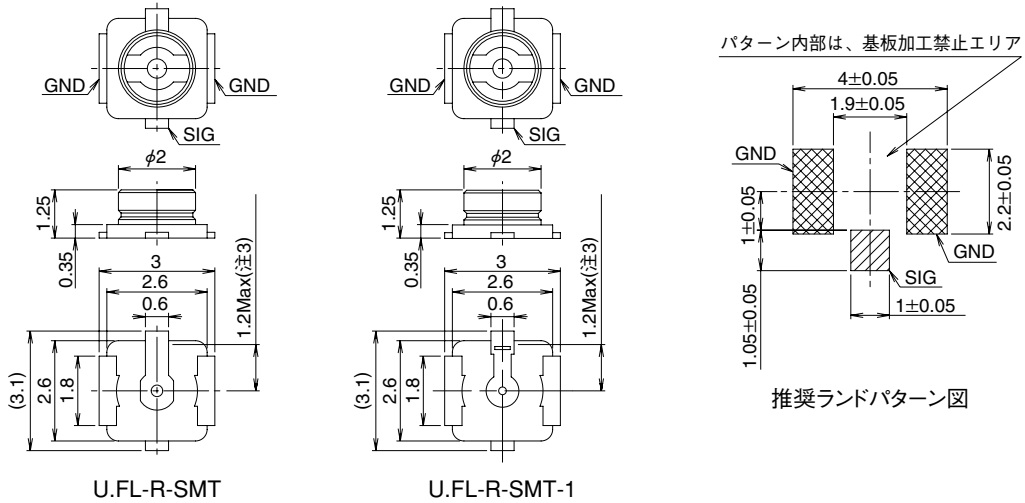 GND
GND
SIG
φ2
1.25
0.35
3
2.6
0.6
1.2Max(注3)
(3.1)
2.6
1.8
U.FL-R-SMT
GND
GND
SIG
φ2
1.25
0.35
3
2.6
0.6
1.2Max(注3)
(3.1)
2.6
1.8
U.FL-R-SMT-1
パターン内部は、基板加工禁止エリア
4±0.05
1.9±0.05
GND
1±0.05
2.2±0.05
GND
SIG
1.05±0.05
1±0.05
推奨ランドパターン図